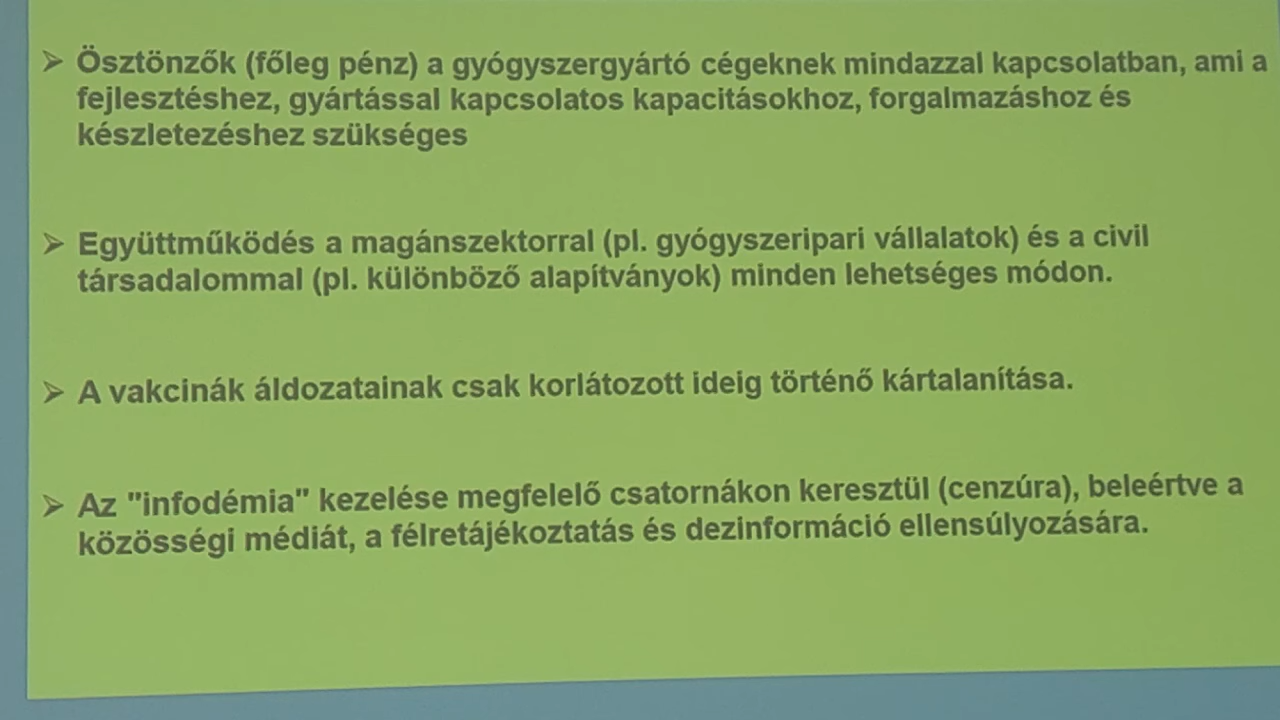 ➢ Ösztönzők (főleg pénz) a gyógyszergyártó cégeknek mindazzal kapcsolatban, ami a
fejlesztéshez, gyártással kapcsolatos kapacitásokhoz, forgalmazáshoz és
készletezéshez szükséges
➢ Együttműködés a magánszektorral (pl. gyógyszeripari vállalatok) és a civil
társadalommal (pl. különböző alapítványok) minden lehetséges módon.
➢ A vakcinák áldozatainak csak korlátozott ideig történő kártalanítása.
➢ Az "infodémia" kezelése megfelelő csatornákon keresztül (cenzúra), beleértve a
közösségi médiát, a félretájékoztatás és dezinformáció ellensúlyozására.